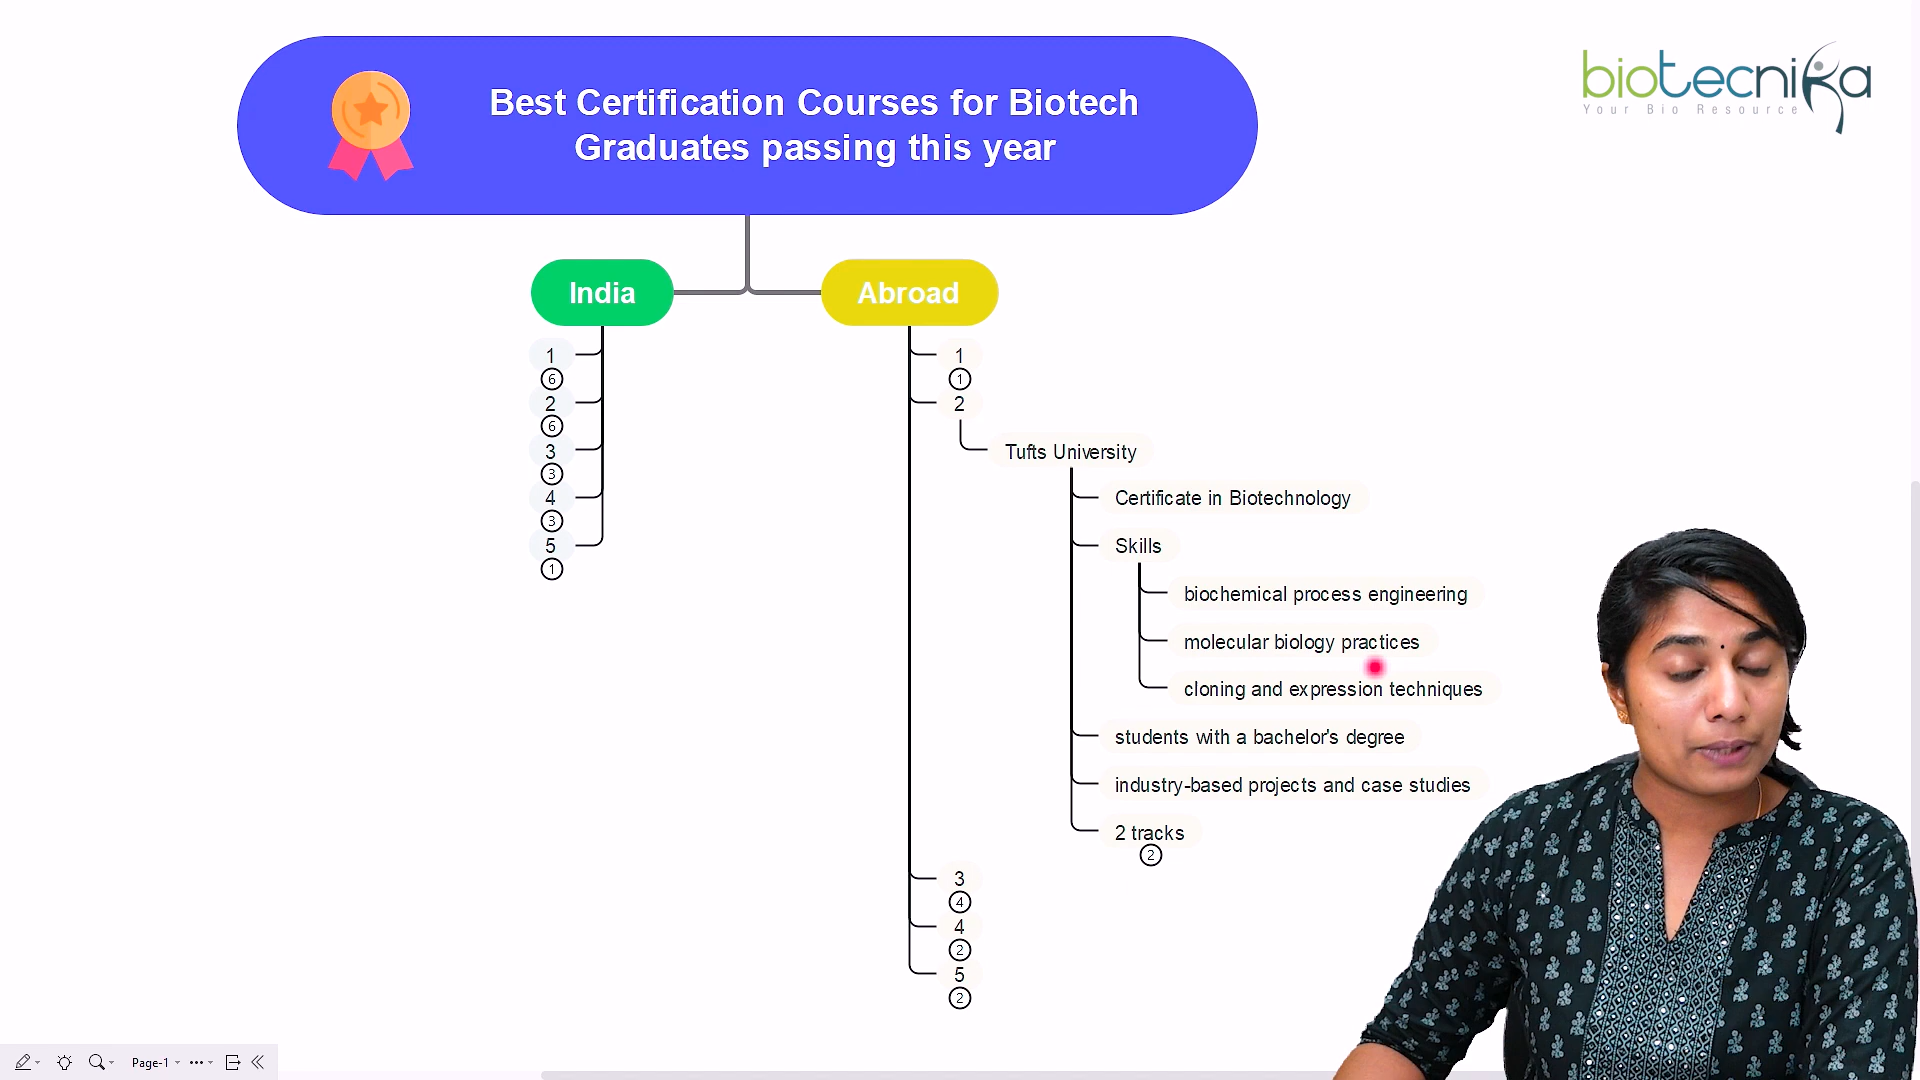 Best Certification Courses for Biotech
Graduates passing this year
biotecnika
Your Bio Resource
India
Abroad
1
6
2
6
3
3
4
3
5
1
1
1
2
Tufts University
Certificate in Biotechnology
Skills
biochemical process engineering
molecular biology practices
cloning and expression techniques
students with a bachelor's degree
industry-based projects and case studies
2 tracks
2
3
4
4
2
5
2
Page-1